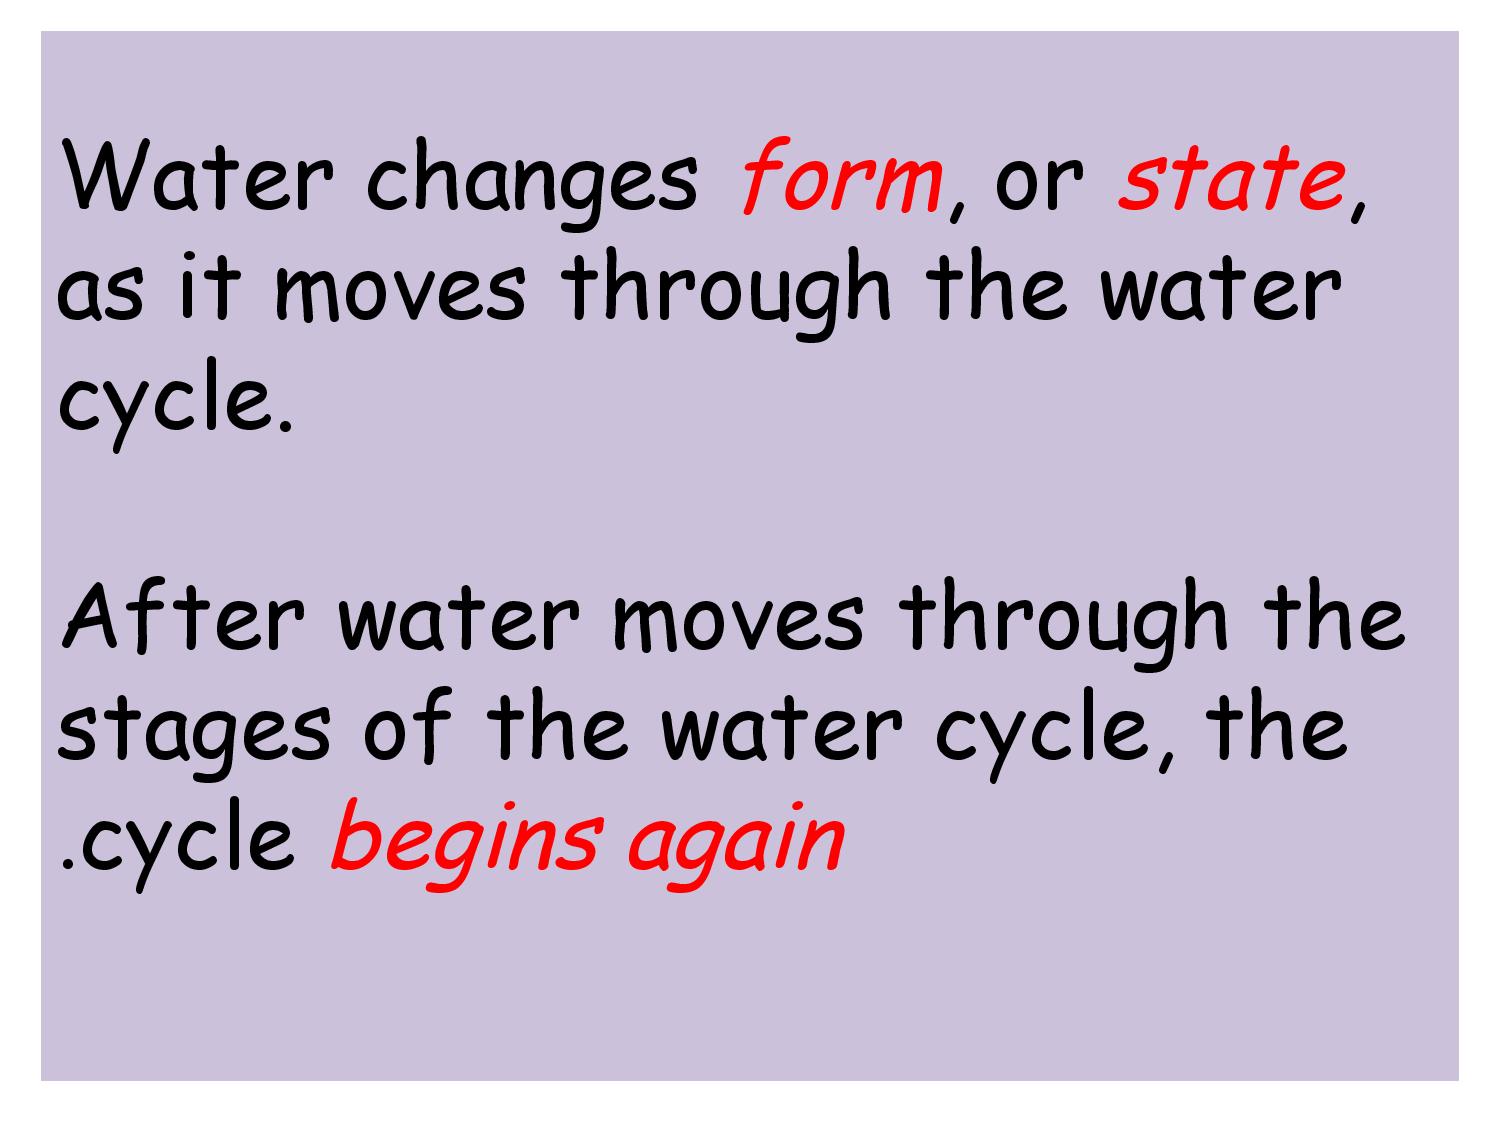 Water changes form, or state,
as it moves through the water
cycle.
After water moves through the
stages of the water cycle, the
.cycle begins again